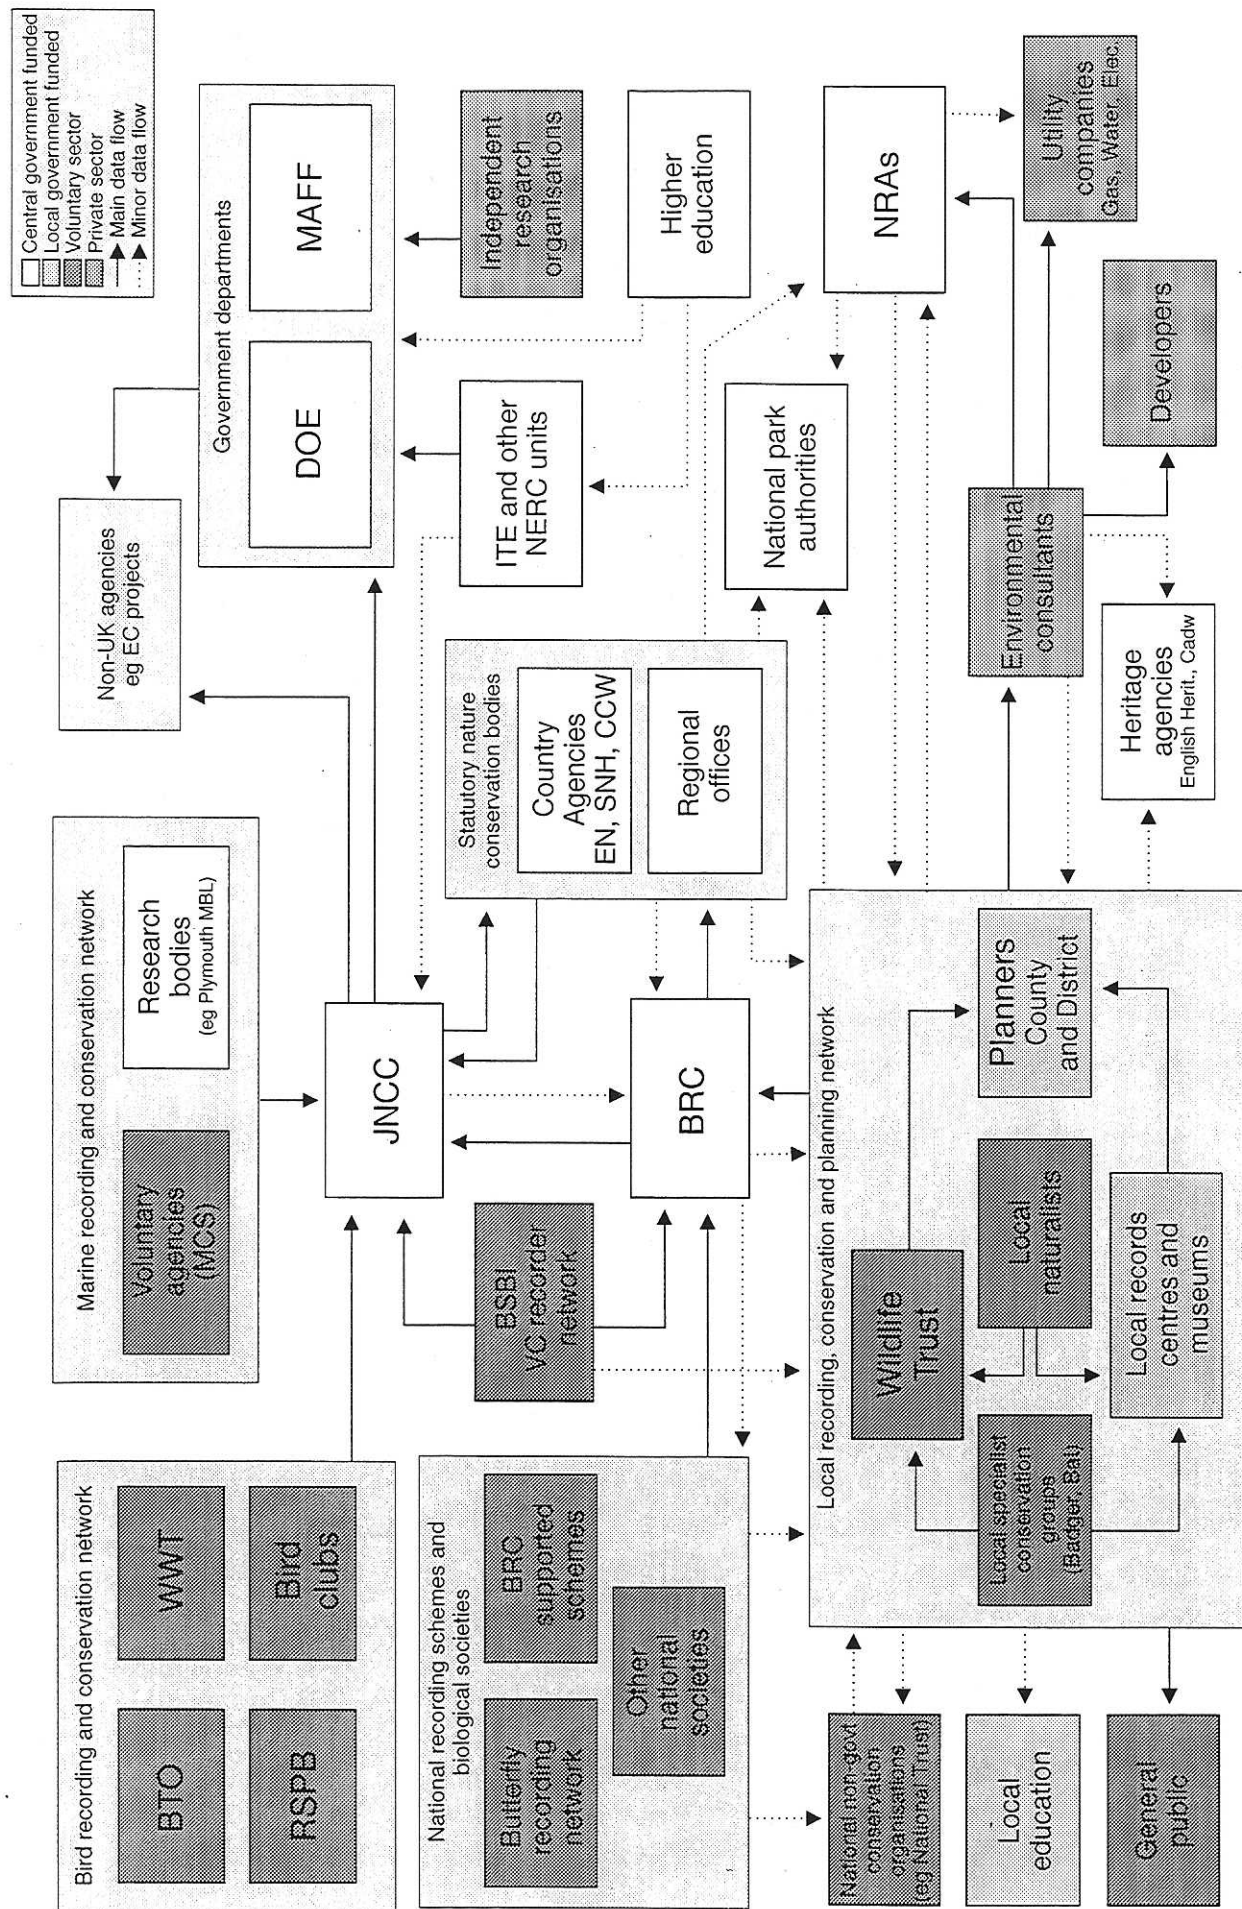 Central government funded
Local government funded
Voluntary sector
Private sector
Main data flow
Minor data flow
Bird recording and conservation network
BTO
WWT
RSPB
Bird
clubs
Marine recording and conservation network
Voluntary
agencies
(MCS)
Research
bodies
(eg Plymouth MBL)
Non-UK agencies
eg EC projects
Government departments
DOE
MAFF
JNCC
ITE and other
NERC units
Independent
research
organisations
National recording schemes and
biological societies
Butterfly
recording
network
BRC
supported
schemes
Other
national
societies
BSBI
VC recorder
network
BRC
Statutory nature
conservation bodies
Country
Agencies
EN, SNH, CCW
Regional
offices
Higher
education
National park
authorities
NRAs
National non-govt
conservation
organisations
(eg National Trust)
Local
education
General
public
Local recording, conservation and planning network
Wildlife
Trust
Local specialist
conservation
groups
(Badger, Bat)
Local
naturalists
Local records
centres and
museums
Planners
County
and District
Environmental
consultants
Heritage
agencies
English Herit., Cadw
Developers
Utility
companies
Gas, Water, Elec.